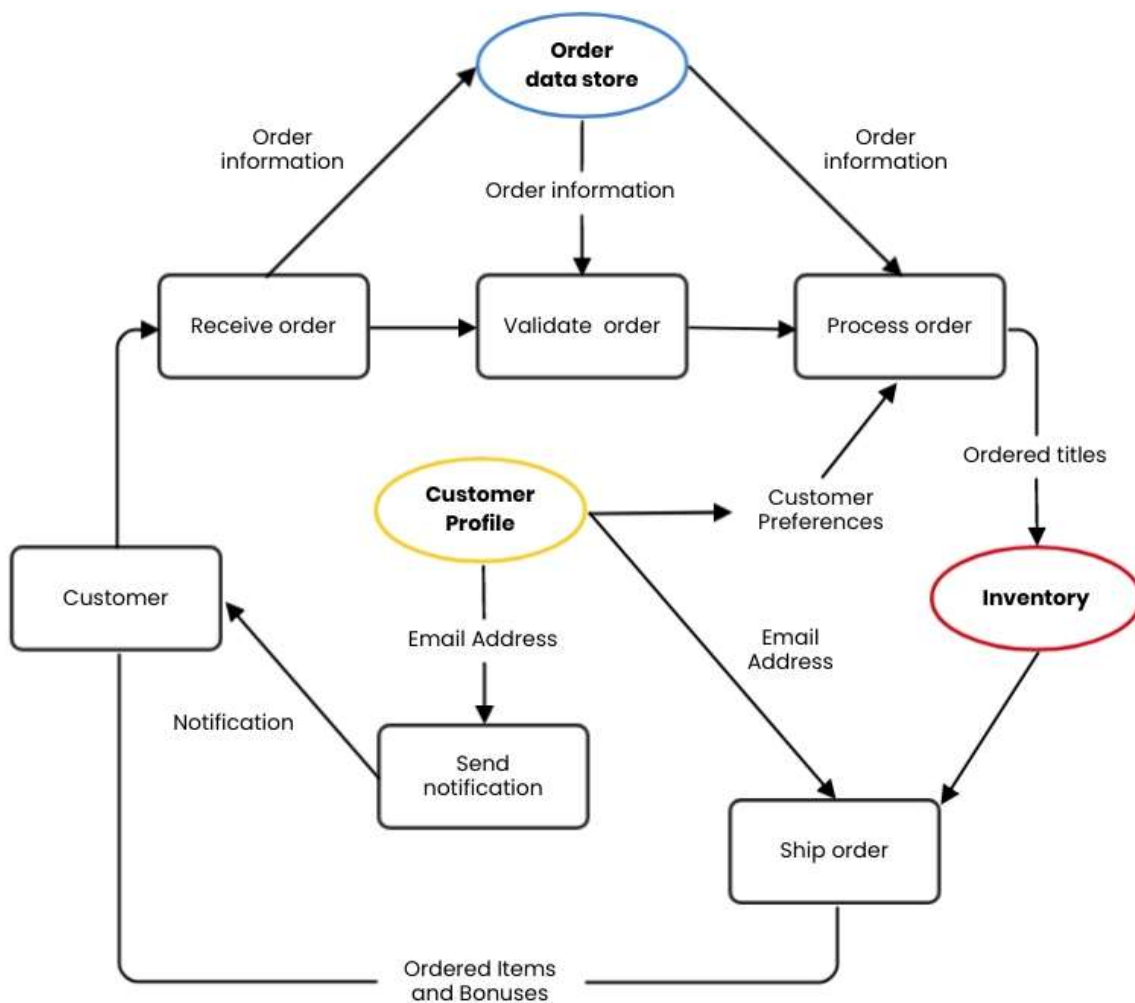 Order
data store
Order
information
Order
information
Order information
Receive order
Validate  order
Process order
Ordered titles
Customer
Profile
Customer
Preferences
Customer
Inventory
Email Address
Email
Address
Notification
Send
notification
Ship order
Ordered Items
and Bonuses